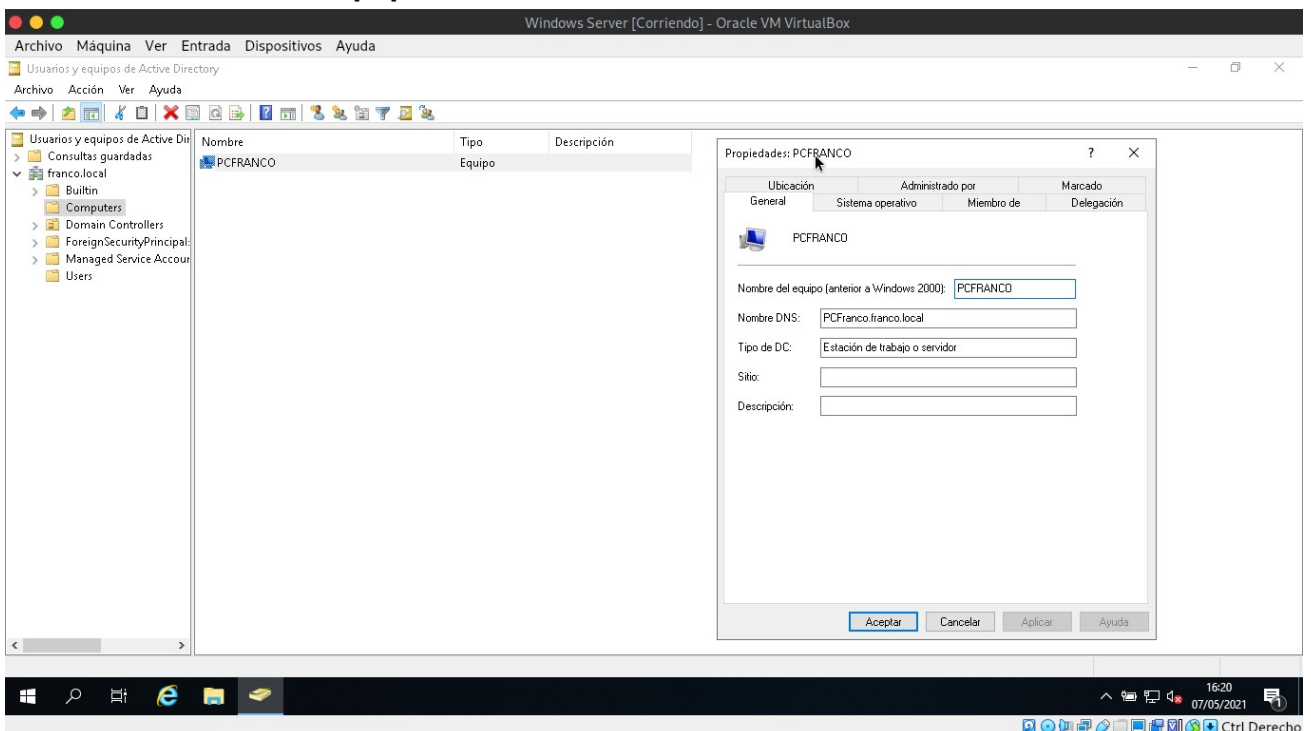 Windows Server [Corriendo] - Oracle VM VirtualBox
Archivo Máquina Ver Entrada Dispositivos Ayuda
Usuarios y equipos de Active Directory
Archivo Acción Ver Ayuda
Usuarios y equipos de Active Dir
Consultas guardadas
franco.local
Builtin
Computers
Domain Controllers
ForeignSecurityPrincipal:
Managed Service Accour
Users
Nombre Tipo Descripción
PCFRANCO Equipo
Propiedades: PCFRANCO ?
Ubicación Administrado por Marcado
General Sistema operativo Miembro de Delegación
PCFRANCO
Nombre del equipo (anterior a Windows 2000): PCFRANCO
Nombre DNS: PCFranco.franco.local
Tipo de DC: Estación de trabajo o servidor
Sitio:
Descripción:
Aceptar Cancelar Aplicar Ayuda
16:20
07/05/2021
1
Ctrl Derecho